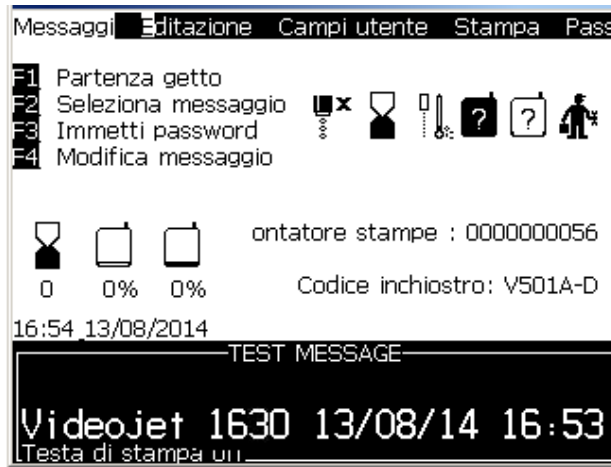 Messaggi Editazione Campi utente Stampa Pass
F1 Partenza getto
F2 Seleziona messaggio
F3 Immetti password
F4 Modifica messaggio
? ?
ontatore stampe : 0000000056
0 0% 0% Codice inchiostro: V501A-D
16:54 13/08/2014
TEST MESSAGE
Videojet 1630 13/08/14 16:53
Testa di stampa